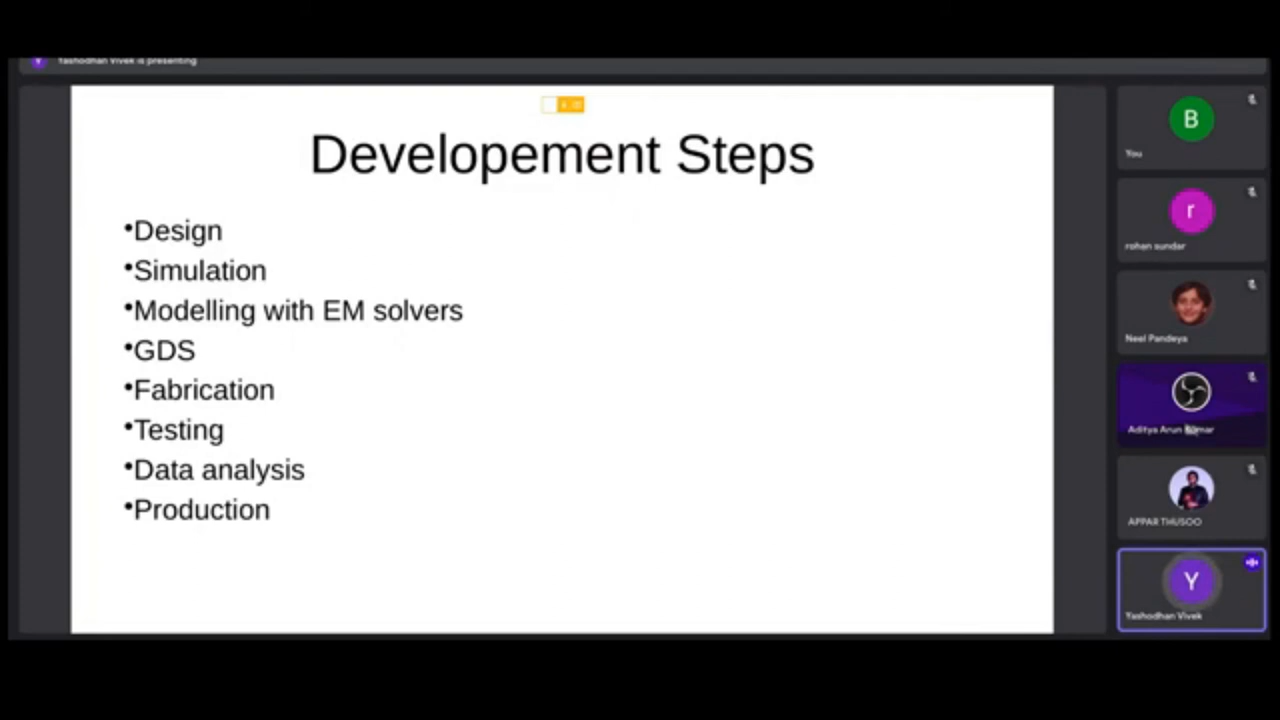 Yashodhan Vivek is presenting
Developement Steps
•Design
•Simulation
•Modelling with EM solvers
•GDS
•Fabrication
•Testing
•Data analysis
•Production
B
You
r
rohan sundar
Neel Pandeya
Aditya Arun Kumar
APPAR THUSOO
Y
Yashodhan Vivek